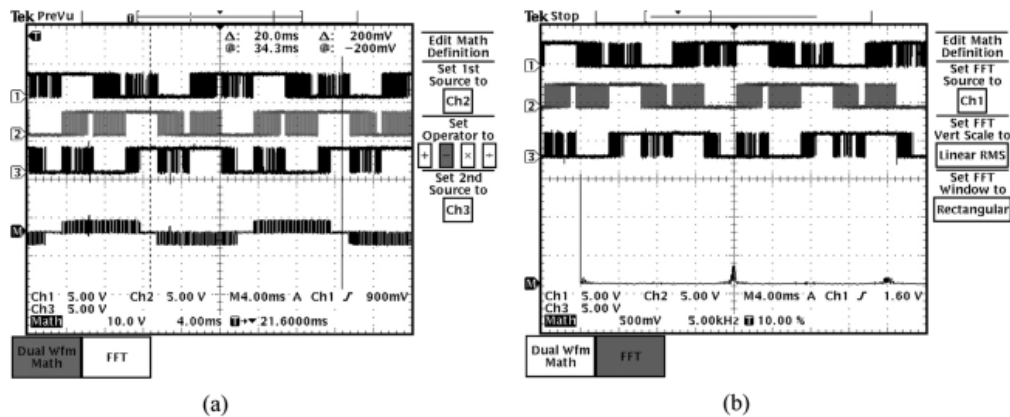 Tek PreVu
Δ: 20.0ms Δ: 200mV
@: 34.3ms @: -200mV
Edit Math
Definition
Set 1st
Source to
Ch2
Set
Operator to
+ − × ÷
Set 2nd
Source to
Ch3
T
1
2
3
M
Ch1 5.00 V Ch2 5.00 V M4.00ms A Ch1 ƒ 900mV
Ch3 5.00 V
Math 10.0 V 4.00ms T→▼21.6000ms
Dual Wfm
Math
FFT
(a)
Tek Stop
Edit Math
Definition
Set FFT
Source to
Ch1
Set FFT
Vert Scale to
Linear RMS
Set FFT
Window to
Rectangular
1
2
3
M
Ch1 5.00 V Ch2 5.00 V M4.00ms A Ch1 ƒ 1.60 V
Ch3 5.00 V
Math 500mV 5.00kHz T 10.00 %
Dual Wfm
Math
FFT
(b)